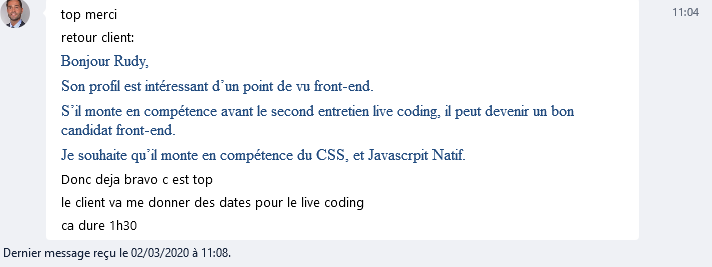 top merci
11:04
retour client:
Bonjour Rudy,
Son profil est intéressant d’un point de vu front-end.
S’il monte en compétence avant le second entretien live coding, il peut devenir un bon
candidat front-end.
Je souhaite qu’il monte en compétence du CSS, et Javascrpit Natif.
Donc deja bravo c est top
le client va me donner des dates pour le live coding
ca dure 1h30
Dernier message reçu le 02/03/2020 à 11:08.